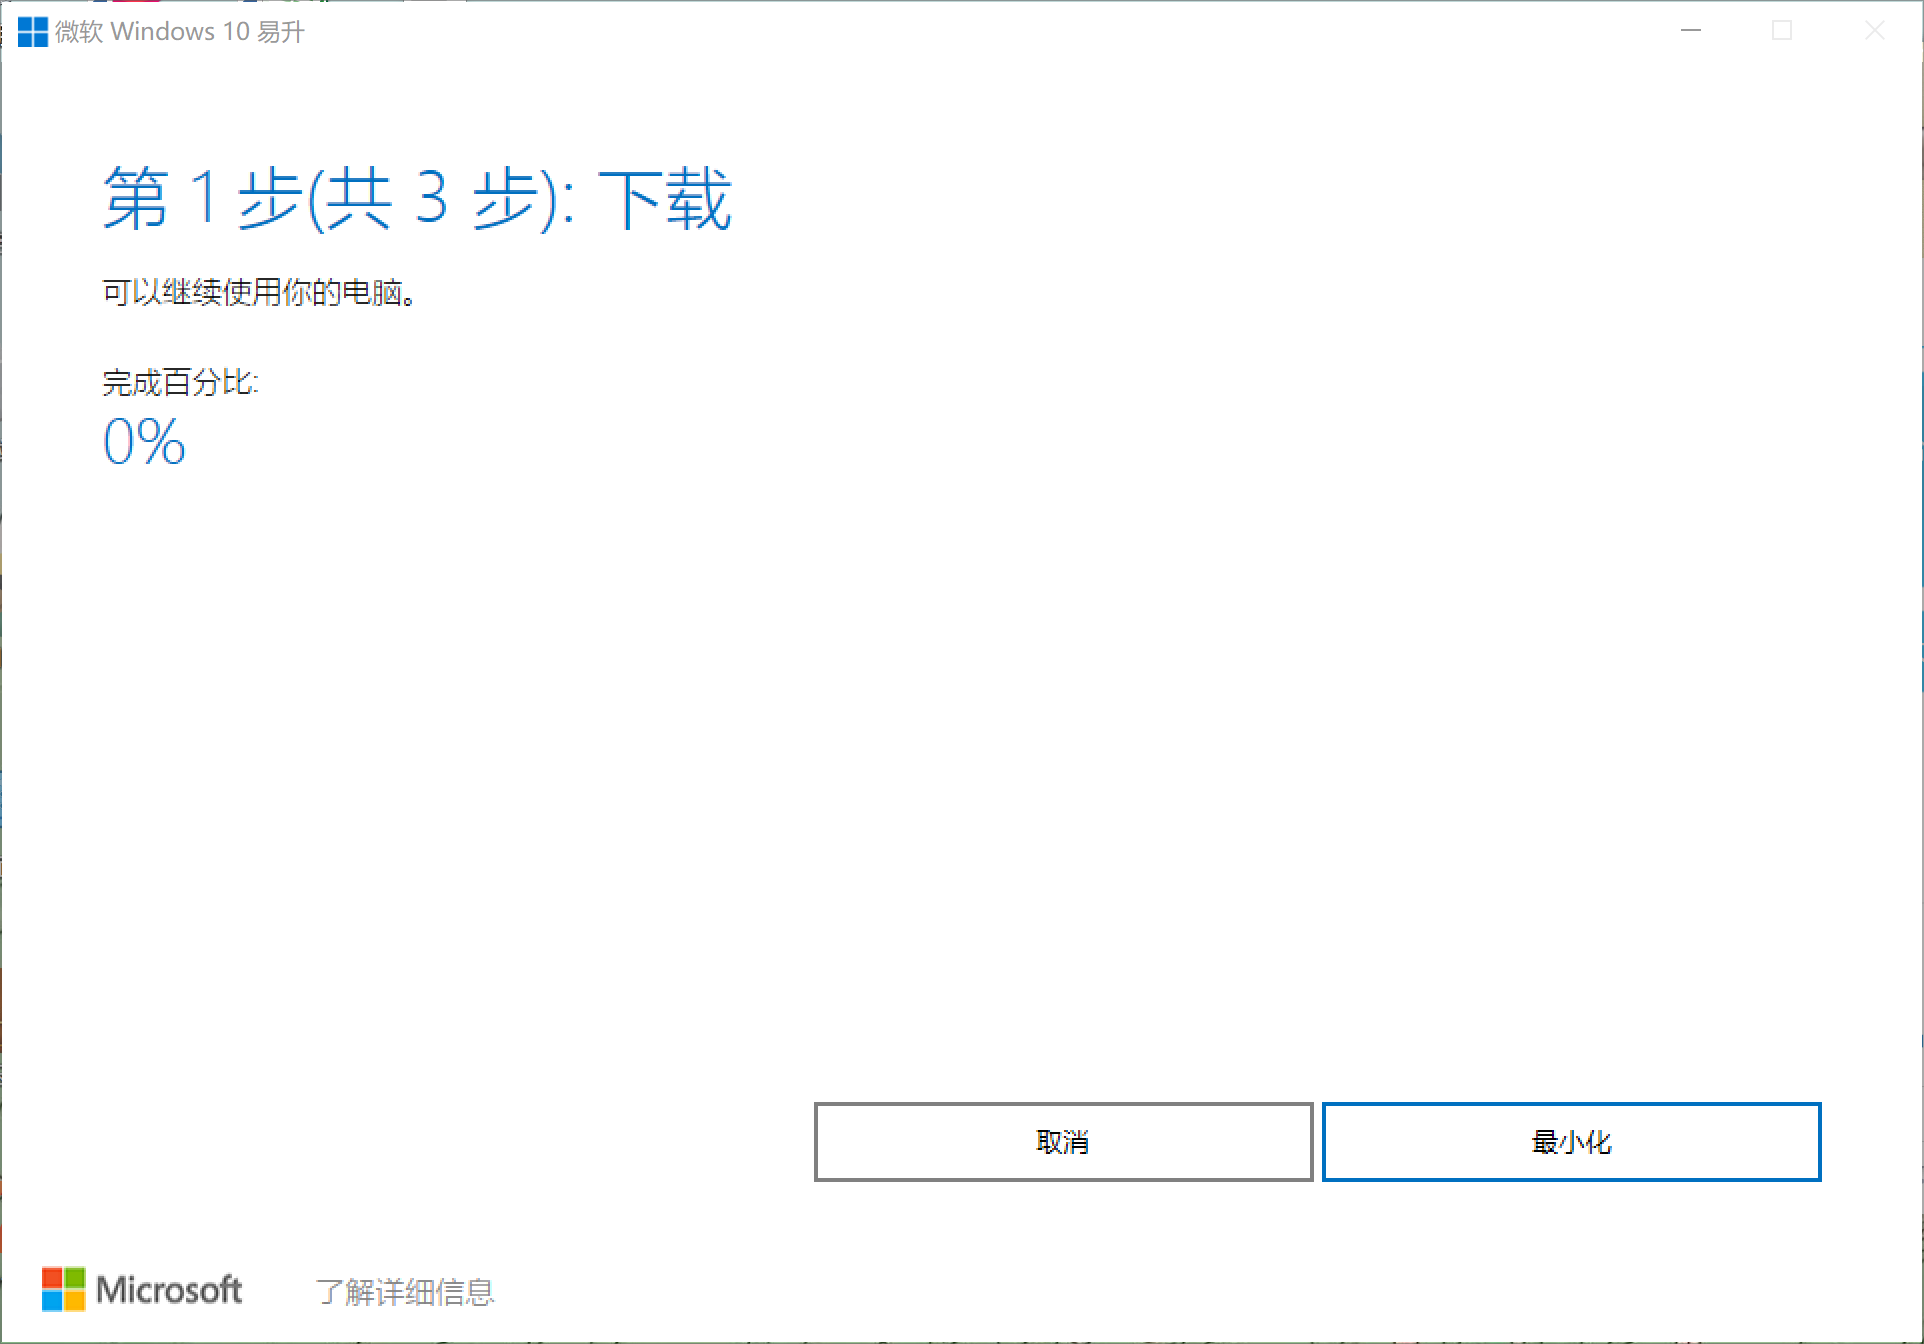 微软 Windows 10 易升
第 1 步(共 3 步): 下载
可以继续使用你的电脑。
完成百分比:
0%
取消
最小化
Microsoft
了解详细信息